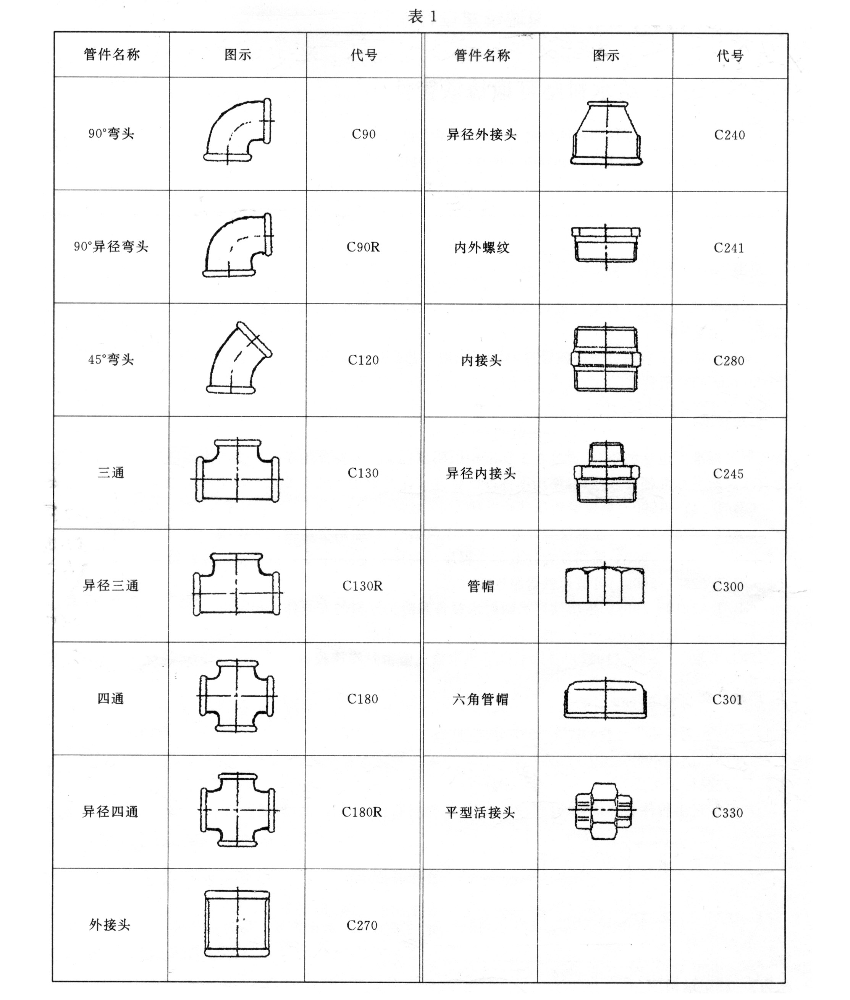 表 1
管件名称 图示 代号 管件名称 图示 代号
90°弯头 C90 异径外接头 C240
90°异径弯头 C90R 内外螺纹 C241
45°弯头 C120 内接头 C280
三通 C130 异径内接头 C245
异径三通 C130R 管帽 C300
四通 C180 六角管帽 C301
异径四通 C180R 平型活接头 C330
外接头 C270